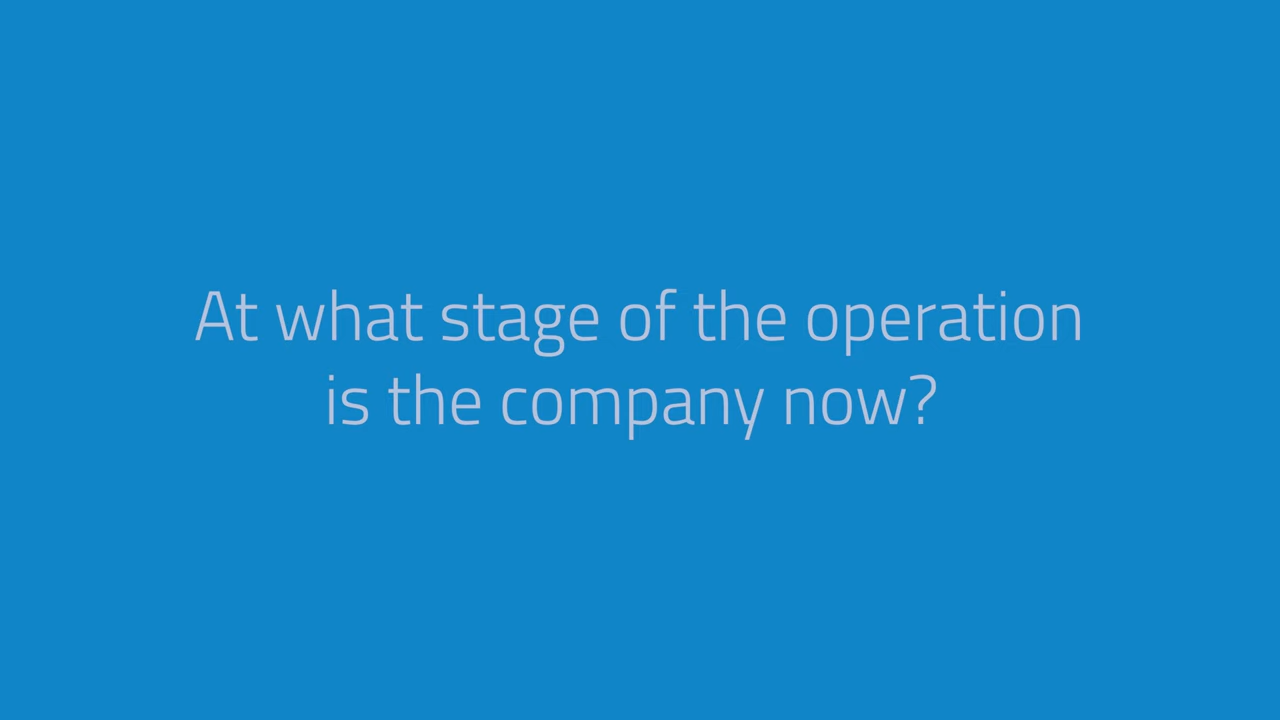 At what stage of the operation
is the company now?